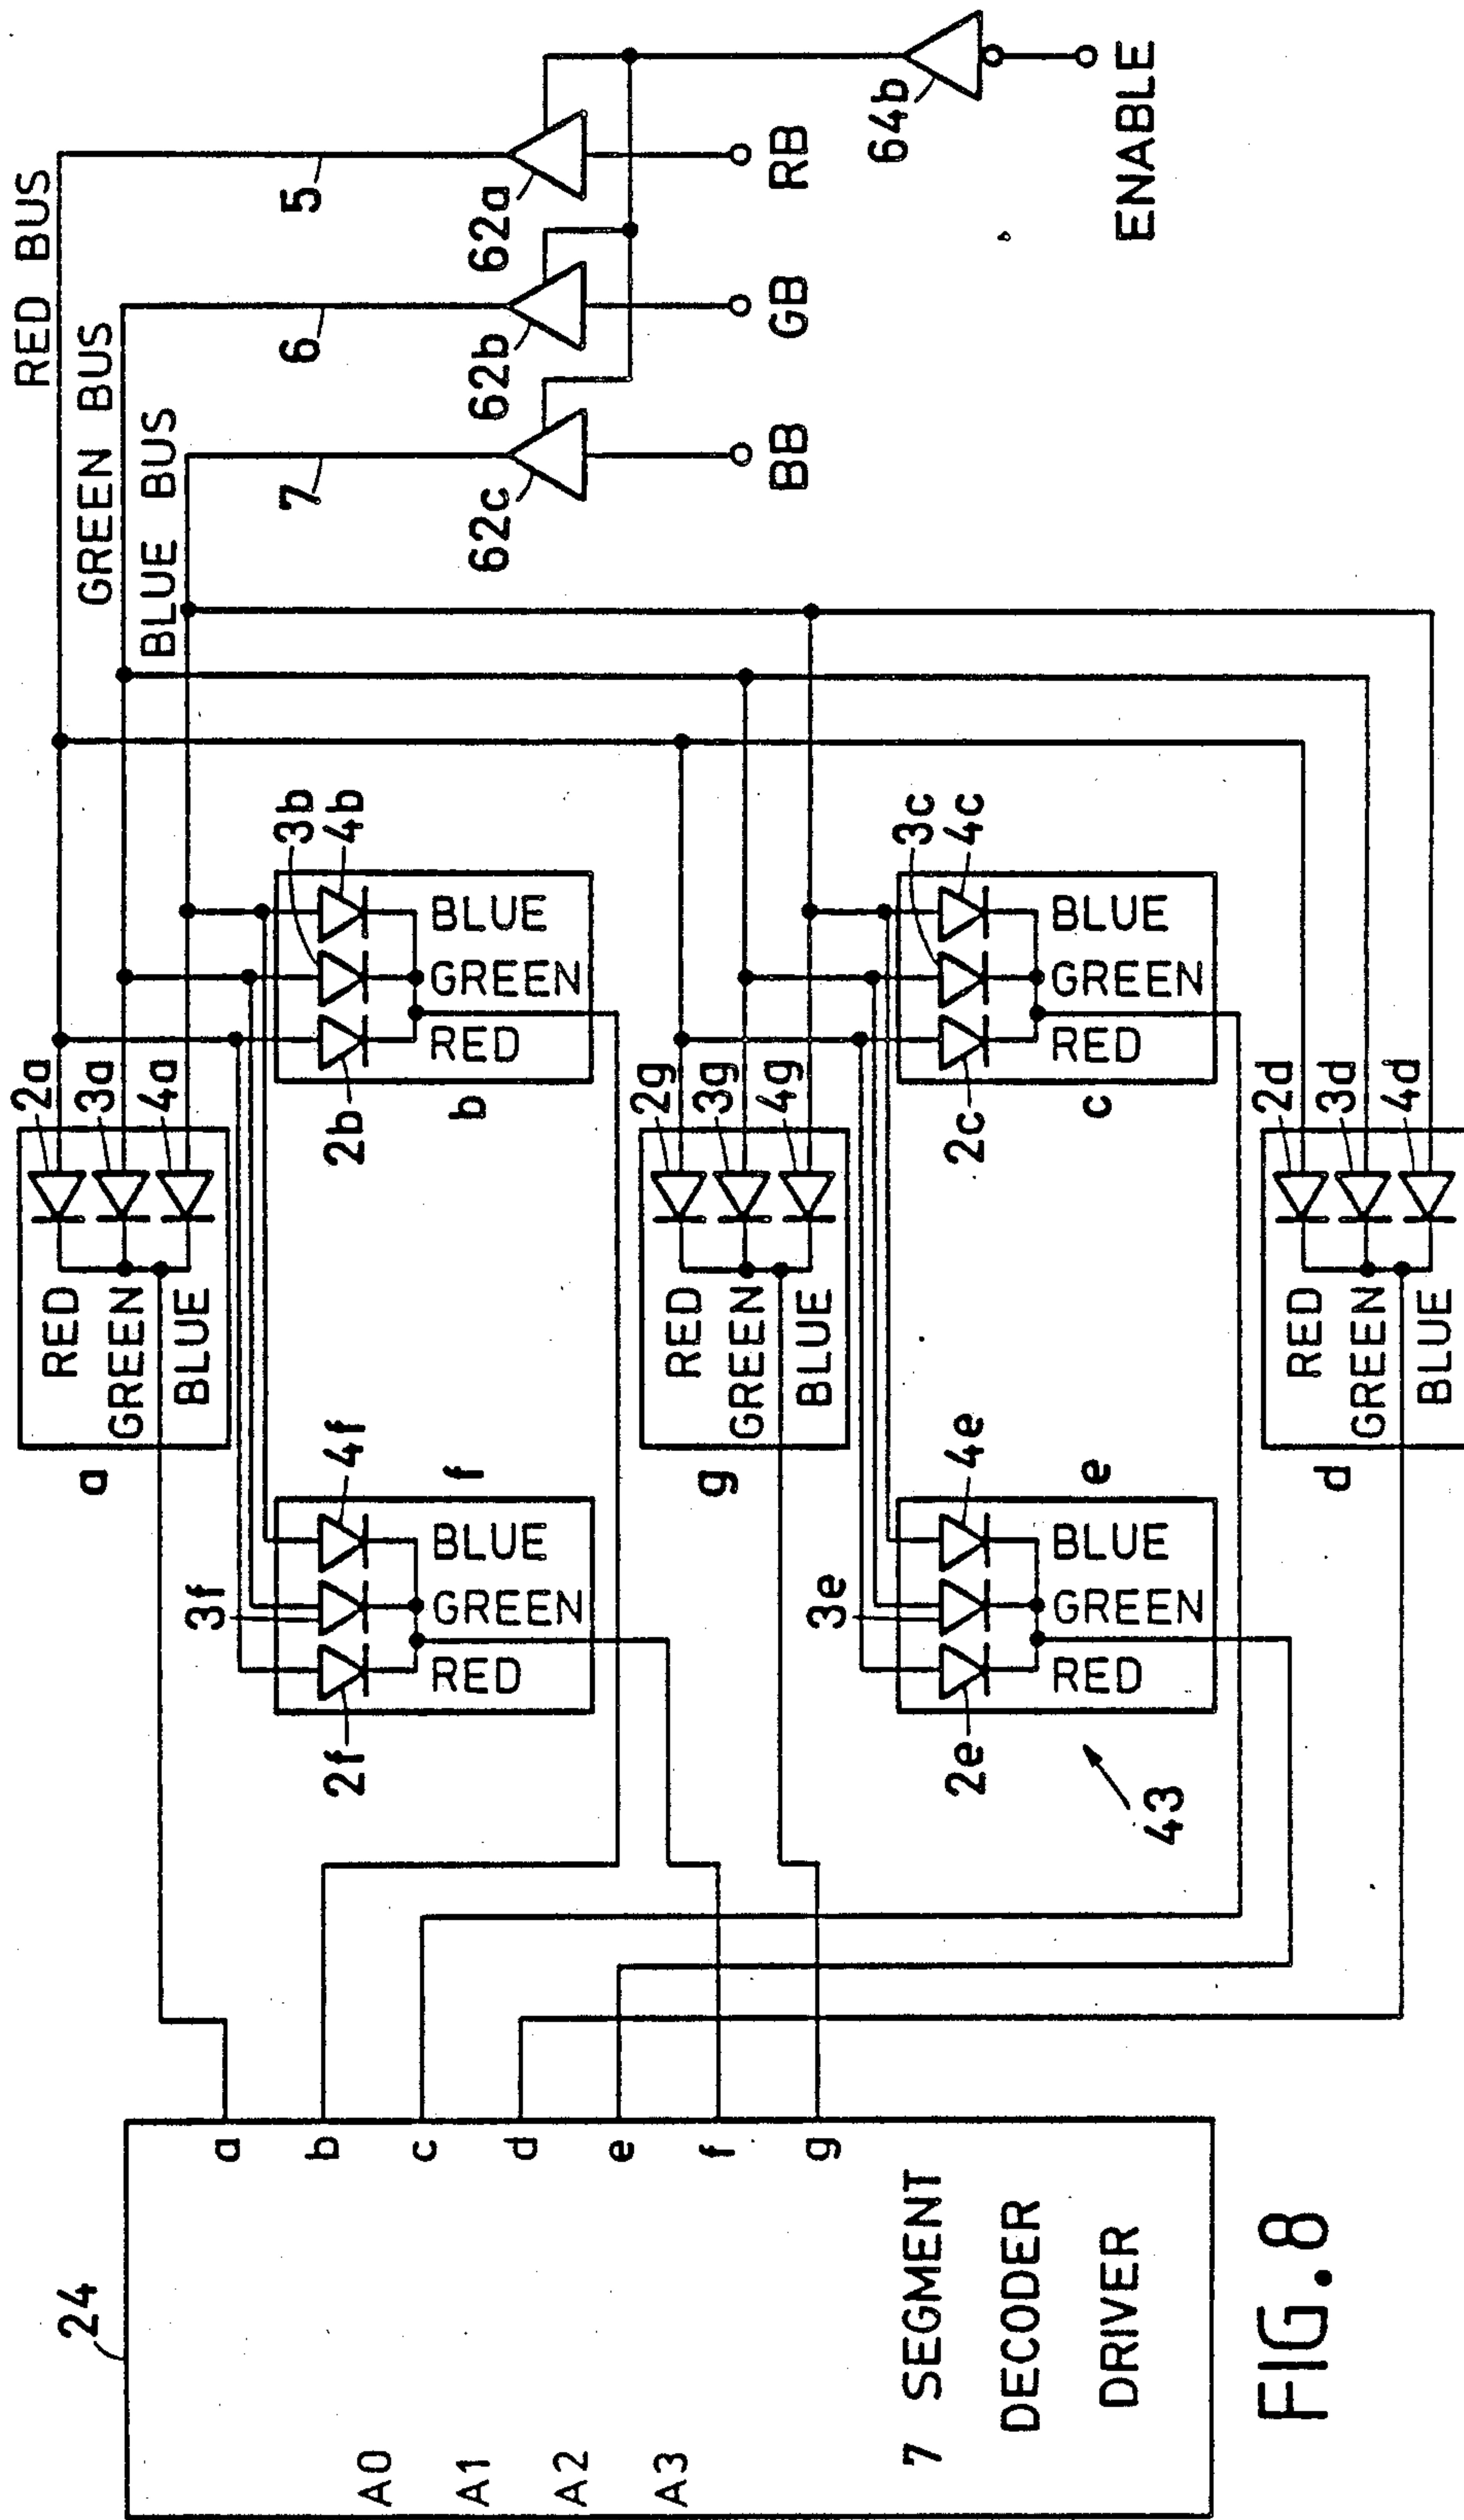 24
A0
A1
A2
A3
7 SEGMENT
DECODER
DRIVER
a
b
c
d
e
f
g
a
RED
GREEN
BLUE
2a
3a
4a
f
2f
3f
4f
RED
GREEN
BLUE
b
2b
3b
4b
RED
GREEN
BLUE
g
RED
GREEN
BLUE
2g
3g
4g
e
2e
3e
4e
RED
GREEN
BLUE
c
2c
3c
4c
RED
GREEN
BLUE
d
RED
GREEN
BLUE
2d
3d
4d
43
RED BUS
GREEN BUS
BLUE BUS
7
6
5
62c
62b
62a
BB
GB
RB
64b
ENABLE
FIG.8